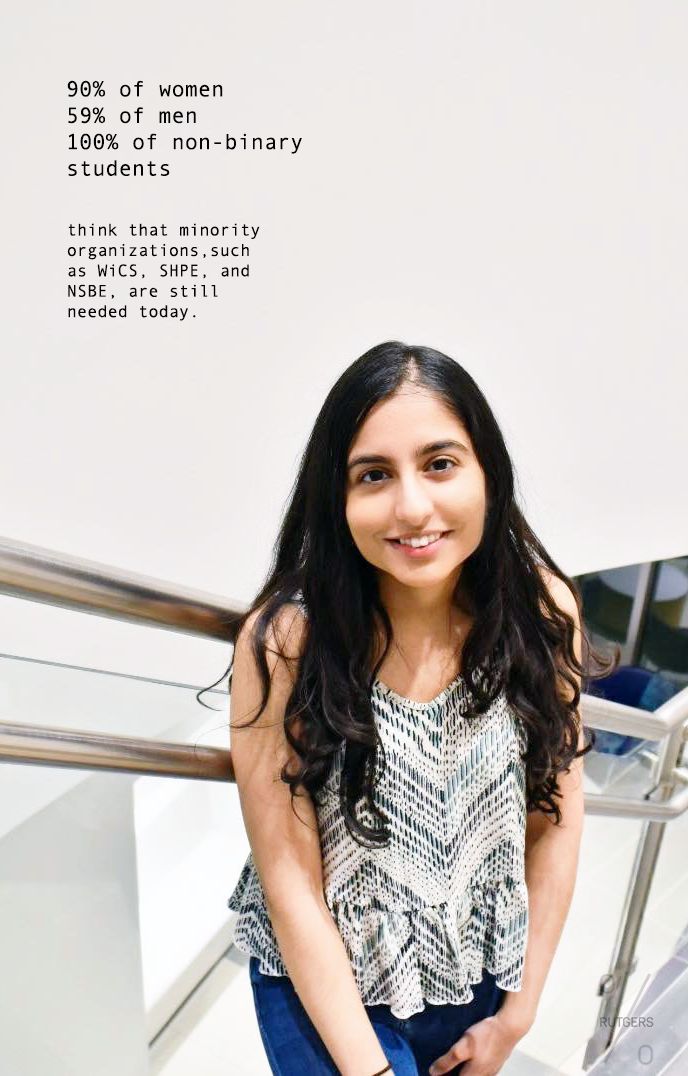 90% of women
59% of men
100% of non-binary
students
think that minority
organizations,such
as WiCS, SHPE, and
NSBE, are still
needed today.
RUTGERS